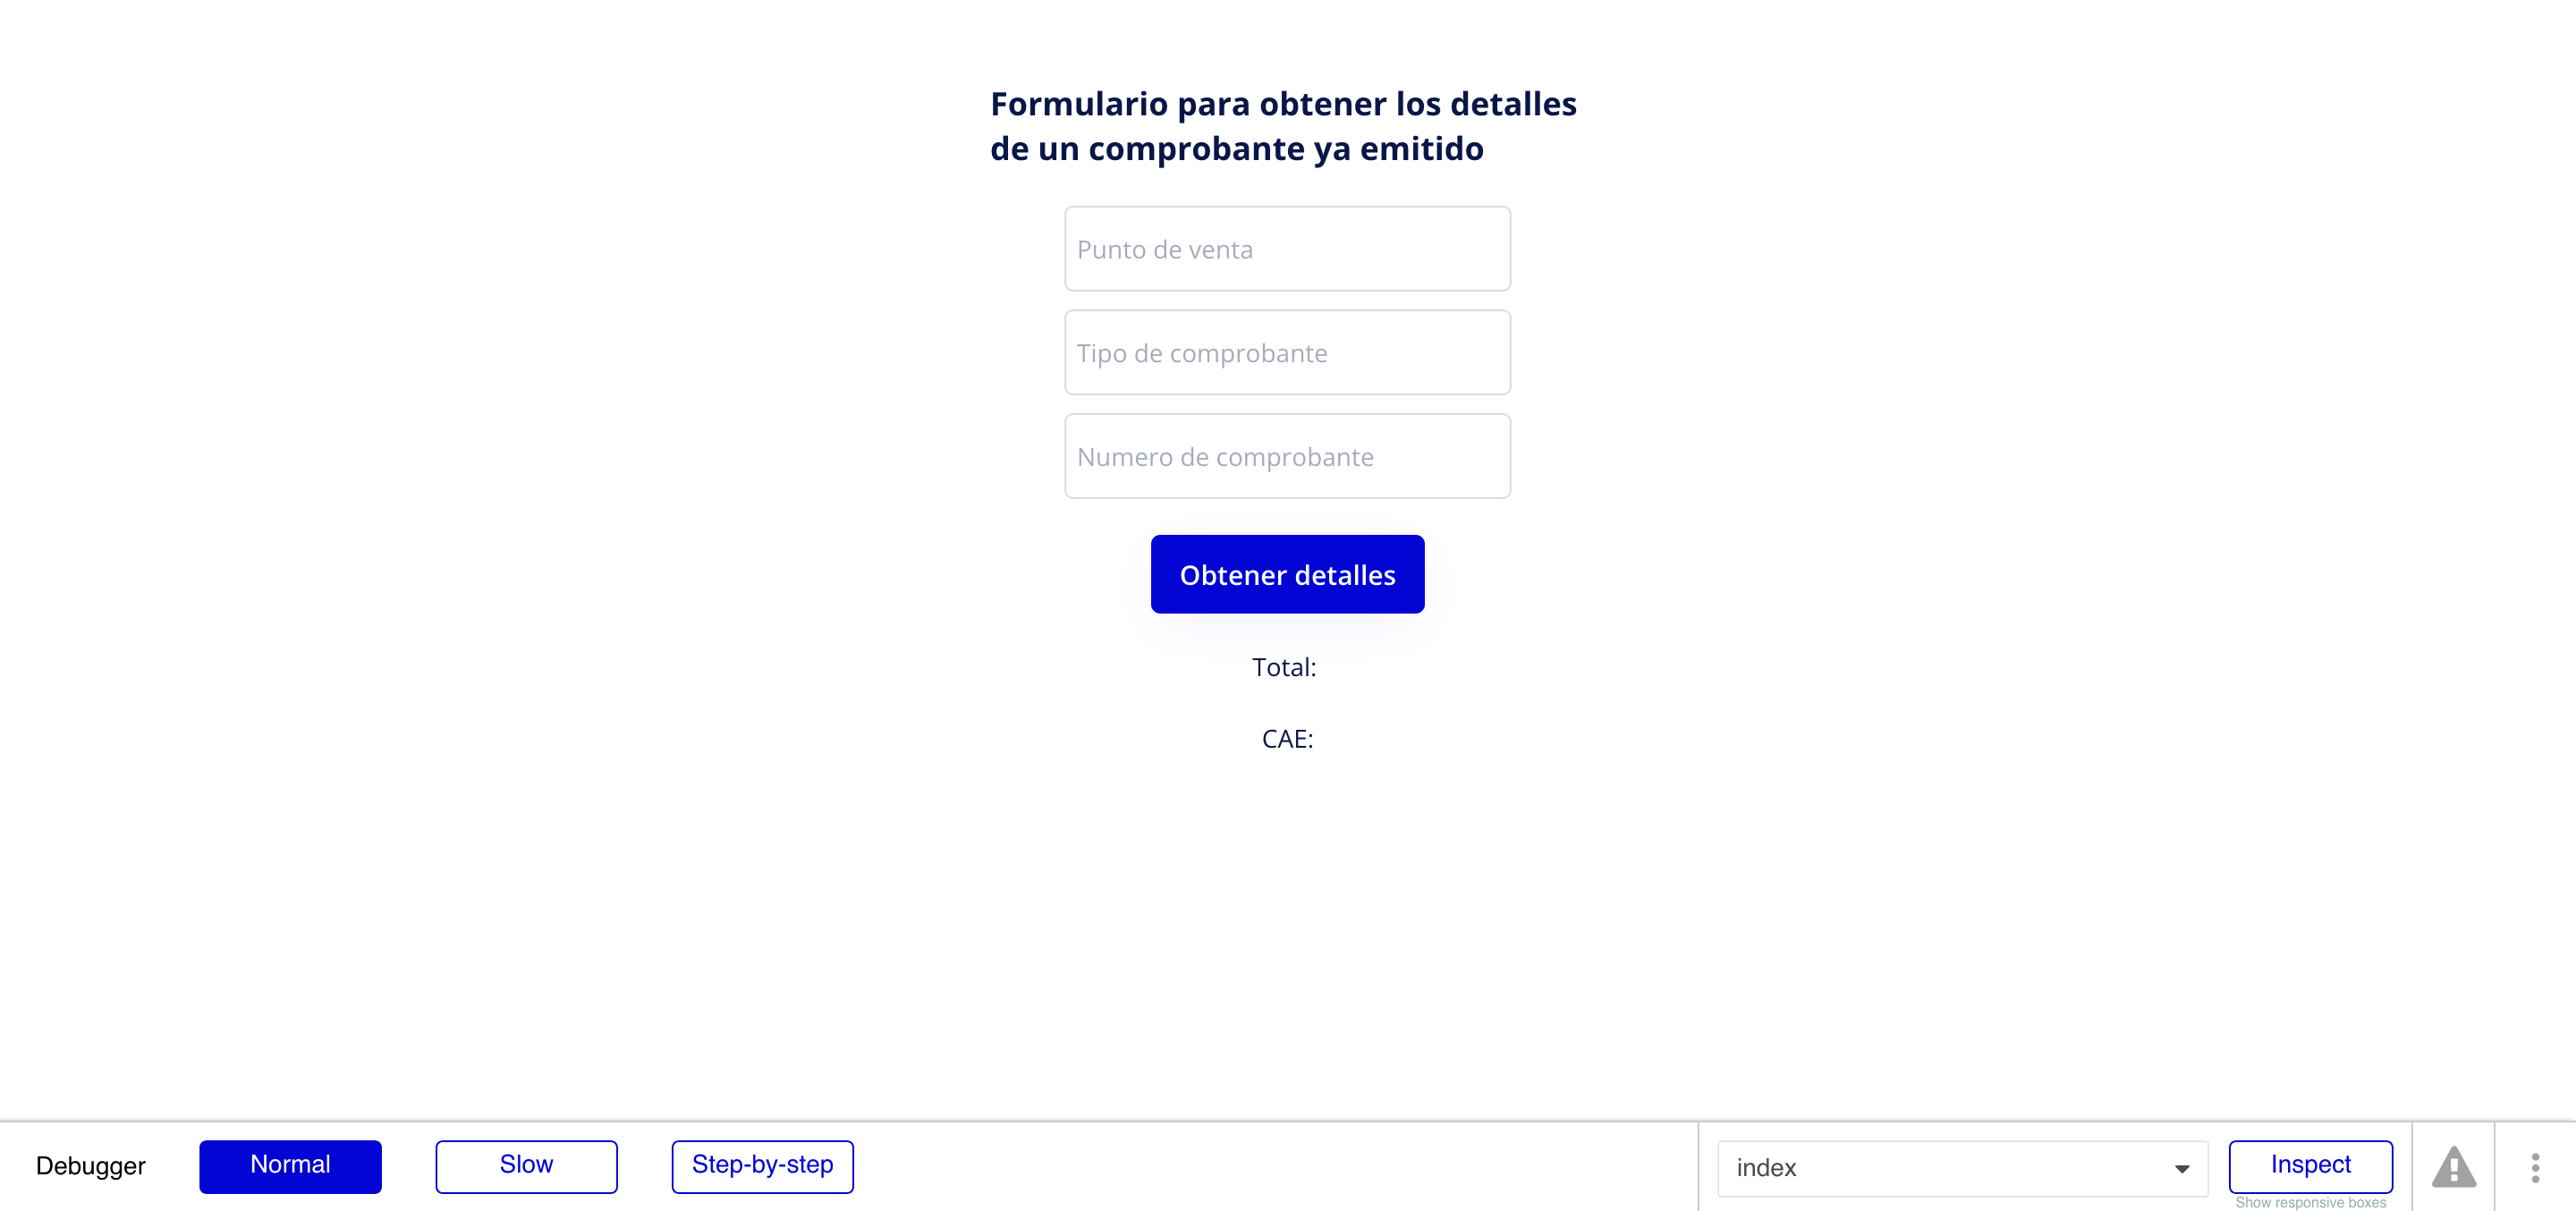 Formulario para obtener los detalles
de un comprobante ya emitido
Punto de venta
Tipo de comprobante
Numero de comprobante
Obtener detalles
Total:
CAE:
Debugger
Normal
Slow
Step-by-step
index
Inspect
Show responsive boxes